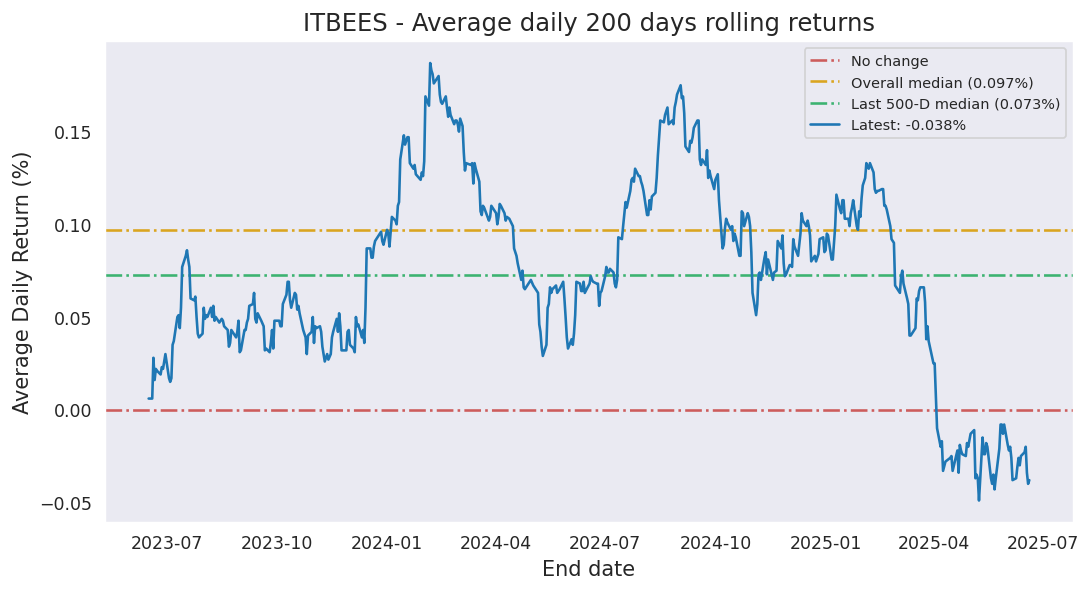 ITBEES - Average daily 200 days rolling returns
No change
Overall median (0.097%)
Last 500-D median (0.073%)
Latest: -0.038%
Average Daily Return (%)
0.15
0.10
0.05
0.00
−0.05
2023-07 2023-10 2024-01 2024-04 2024-07 2024-10 2025-01 2025-04 2025-07
End date